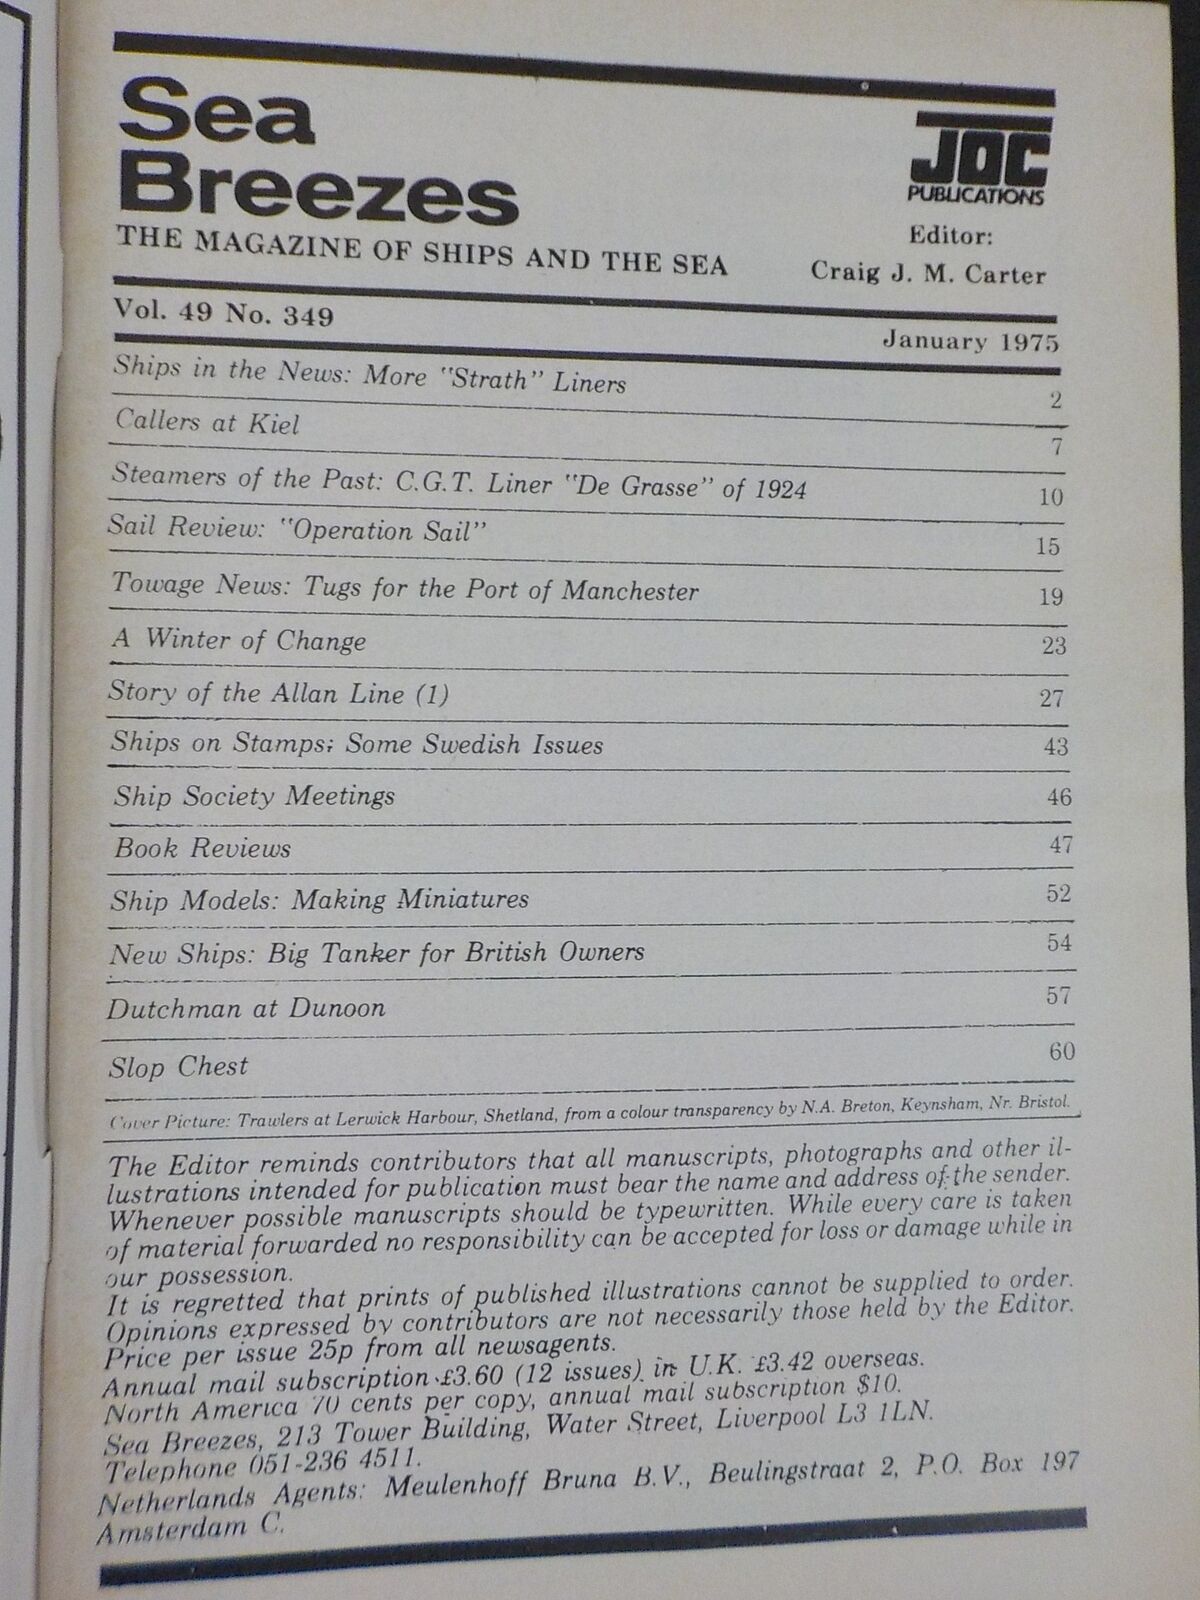 Sea
Breezes
THE MAGAZINE OF SHIPS AND THE SEA
JOC
PUBLICATIONS
Editor:
Craig J. M. Carter
Vol. 49 No. 349 January 1975
Ships in the News: More "Strath" Liners 2
Callers at Kiel 7
Steamers of the Past: C.G.T. Liner "De Grasse" of 1924 10
Sail Review: "Operation Sail" 15
Towage News: Tugs for the Port of Manchester 19
A Winter of Change 23
Story of the Allan Line (1) 27
Ships on Stamps: Some Swedish Issues 43
Ship Society Meetings 46
Book Reviews 47
Ship Models: Making Miniatures 52
New Ships: Big Tanker for British Owners 54
Dutchman at Dunoon 57
Slop Chest 60
Cover Picture: Trawlers at Lerwick Harbour, Shetland, from a colour transparency by N.A. Breton, Keynsham, Nr. Bristol.
The Editor reminds contributors that all manuscripts, photographs and other il-
lustrations intended for publication must bear the name and address of the sender.
Whenever possible manuscripts should be typewritten. While every care is taken
of material forwarded no responsibility can be accepted for loss or damage while in
our possession.
It is regretted that prints of published illustrations cannot be supplied to order.
Opinions expressed by contributors are not necessarily those held by the Editor.
Price per issue 25p from all newsagents.
Annual mail subscription £3.60 (12 issues) in U.K. £3.42 overseas.
North America 70 cents per copy, annual mail subscription $10.
Sea Breezes, 213 Tower Building, Water Street, Liverpool L3 1LN.
Telephone 051-236 4511.
Netherlands Agents: Meulenhoff Bruna B.V., Beulingstraat 2, P.O. Box 197
Amsterdam C.